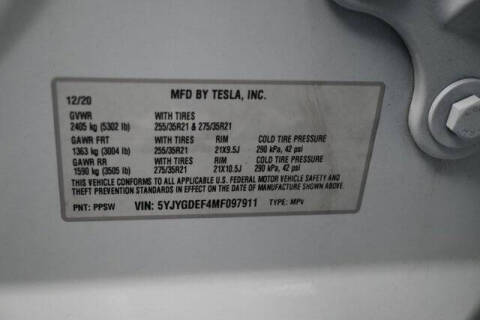 MFD BY TESLA, INC.
12/20
GVWR WITH TIRES
2405 kg (5302 lb) 255/35R21 & 275/35R21
GAWR FRT WITH TIRES RIM COLD TIRE PRESSURE
1363 kg (3004 lb) 255/35R21 21X9.5J 290 kPa, 42 psi
GAWR RR WITH TIRES RIM COLD TIRE PRESSURE
1590 kg (3505 lb) 275/35R21 21X10.5J 290 kPa, 42 psi
THIS VEHICLE CONFORMS TO ALL APPLICABLE U.S. FEDERAL MOTOR VEHICLE SAFETY
AND THEFT PREVENTION STANDARDS IN EFFECT ON THE DATE OF MANUFACTURE
SHOWN ABOVE.
PNT: PPSW VIN: 5YJYGDEF4MF097911 TYPE: MPV